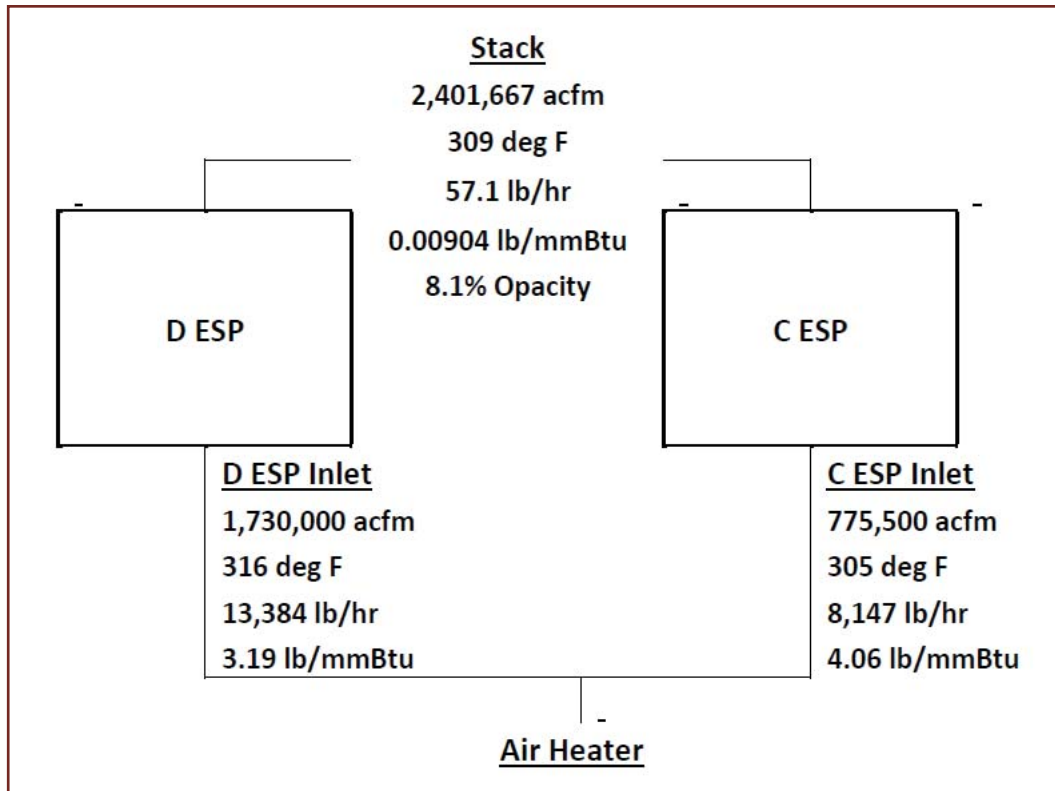 Stack
2,401,667 acfm
309 deg F
57.1 lb/hr
0.00904 lb/mmBtu
8.1% Opacity
D ESP
C ESP
D ESP Inlet
1,730,000 acfm
316 deg F
13,384 lb/hr
3.19 lb/mmBtu
C ESP Inlet
775,500 acfm
305 deg F
8,147 lb/hr
4.06 lb/mmBtu
Air Heater